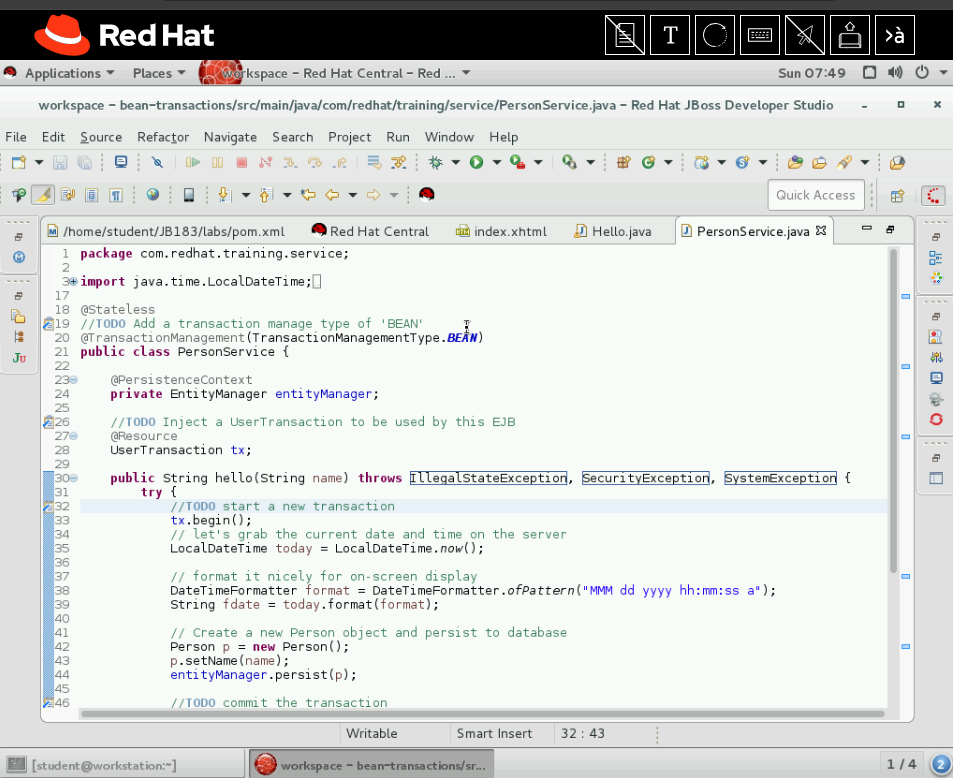 Red Hat
T
>à
Applications
Places
workspace – Red Hat Central – Red ...
Sun 07:49
workspace – bean-transactions/src/main/java/com/redhat/training/service/PersonService.java – Red Hat JBoss Developer Studio
File Edit Source Refactor Navigate Search Project Run Window Help
Quick Access
/home/student/JB183/labs/pom.xml
Red Hat Central
index.xhtml
Hello.java
PersonService.java
1 package com.redhat.training.service;
2
3 import java.time.LocalDateTime;
17
18 @Stateless
19 //TODO Add a transaction manage type of 'BEAN'
20 @TransactionManagement(TransactionManagementType.BEAN)
21 public class PersonService {
22
23 @PersistenceContext
24 private EntityManager entityManager;
25
26 //TODO Inject a UserTransaction to be used by this EJB
27 @Resource
28 UserTransaction tx;
29
30 public String hello(String name) throws IllegalStateException, SecurityException, SystemException {
31 try {
32 //TODO start a new transaction
33 tx.begin();
34 // let's grab the current date and time on the server
35 LocalDateTime today = LocalDateTime.now();
36
37 // format it nicely for on-screen display
38 DateTimeFormatter format = DateTimeFormatter.ofPattern("MMM dd yyyy hh:mm:ss a");
39 String fdate = today.format(format);
40
41 // Create a new Person object and persist to database
42 Person p = new Person();
43 p.setName(name);
44 entityManager.persist(p);
45
46 //TODO commit the transaction
Writable
Smart Insert
32 : 43
[student@workstation:~]
workspace – bean-transactions/sr...
1 / 4
2